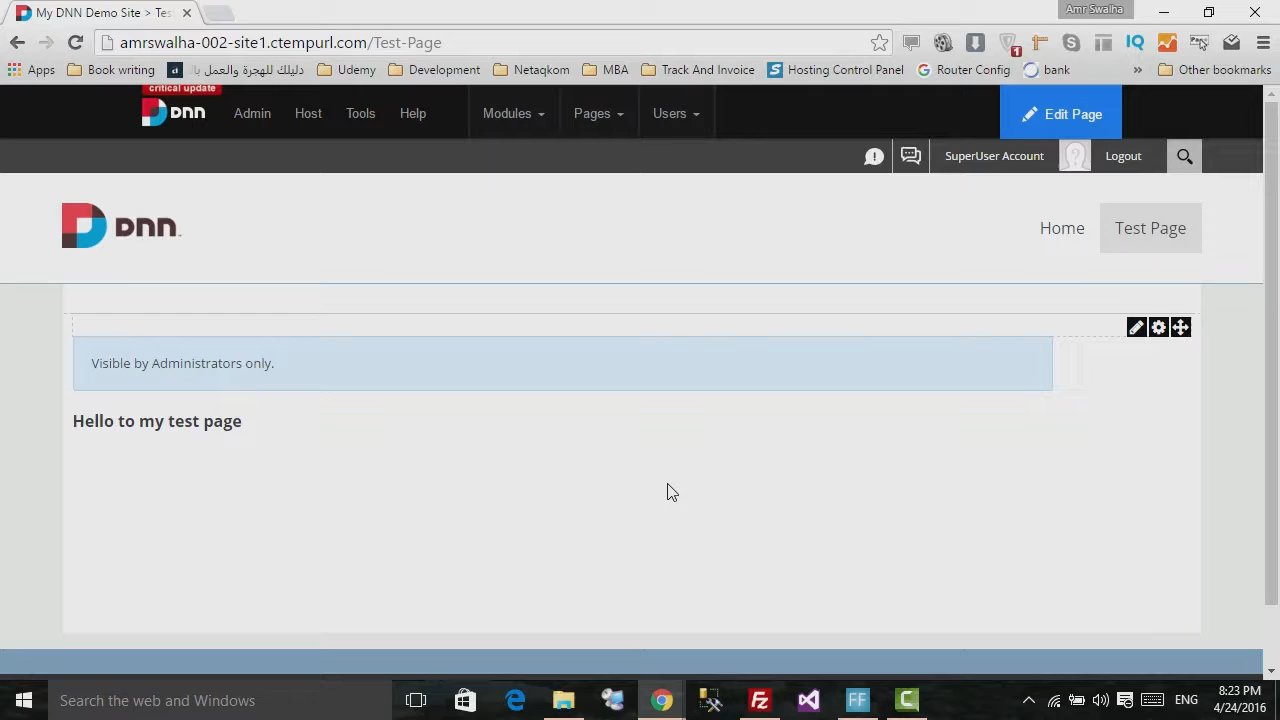 Amr Swalha
My DNN Demo Site > Tes
amrswalha-002-site1.ctempurl.com/Test-Page
Apps Book writing دليلك للهجرة والعمل با Udemy Development Netaqkom MBA Track And Invoice Hosting Control Panel Router Config bank » Other bookmarks
critical update
DNN Admin Host Tools Help Modules Pages Users Edit Page
SuperUser Account Logout
DNN Home Test Page
Visible by Administrators only.
Hello to my test page
Search the web and Windows
ENG
8:23 PM
4/24/2016